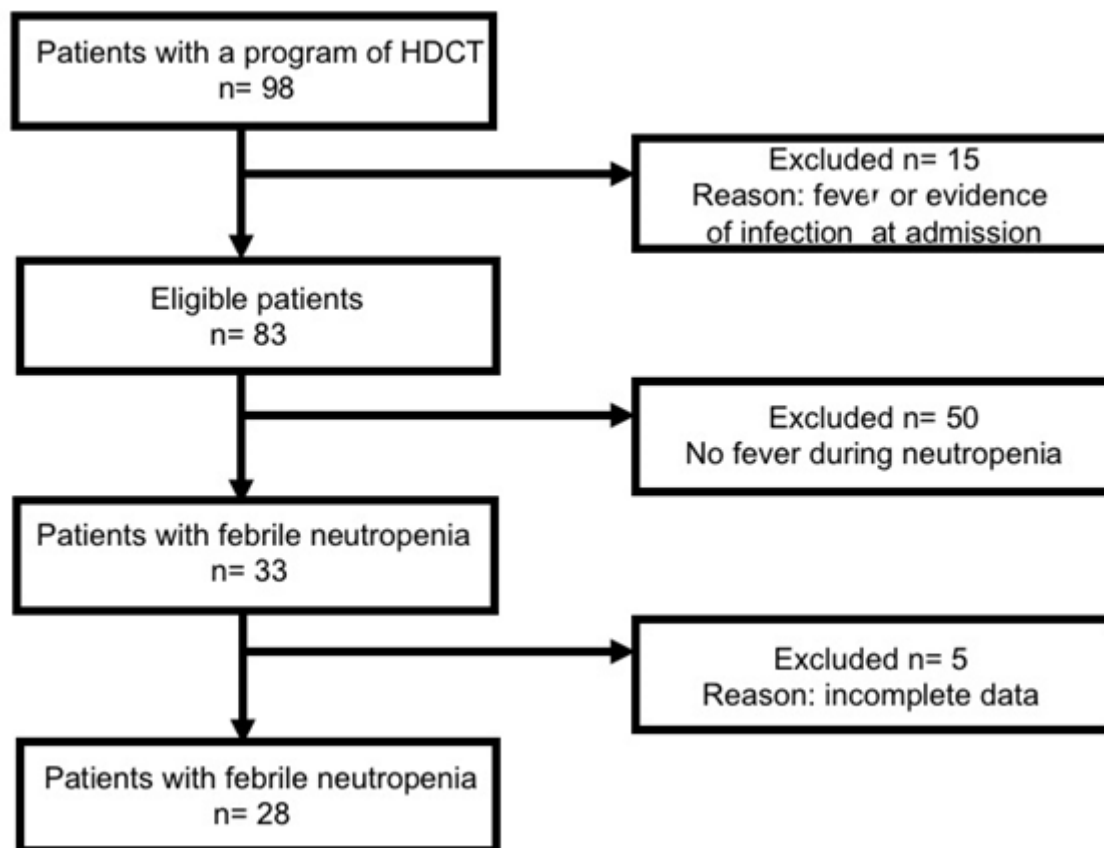 Patients with a program of HDCT
n= 98
Excluded n= 15
Reason: fever or evidence
of infection at admission
Eligible patients
n= 83
Excluded n= 50
No fever during neutropenia
Patients with febrile neutropenia
n= 33
Excluded n= 5
Reason: incomplete data
Patients with febrile neutropenia
n= 28